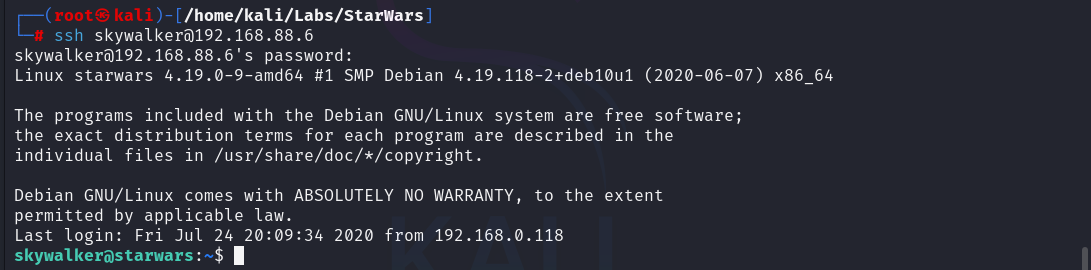 ┌──(root㉿kali)-[/home/kali/Labs/StarWars]
└─# ssh skywalker@192.168.88.6
skywalker@192.168.88.6's password:
Linux starwars 4.19.0-9-amd64 #1 SMP Debian 4.19.118-2+deb10u1 (2020-06-07) x86_64
The programs included with the Debian GNU/Linux system are free software;
the exact distribution terms for each program are described in the
individual files in /usr/share/doc/*/copyright.
Debian GNU/Linux comes with ABSOLUTELY NO WARRANTY, to the extent
permitted by applicable law.
Last login: Fri Jul 24 20:09:34 2020 from 192.168.0.118
skywalker@starwars:~$
KALI